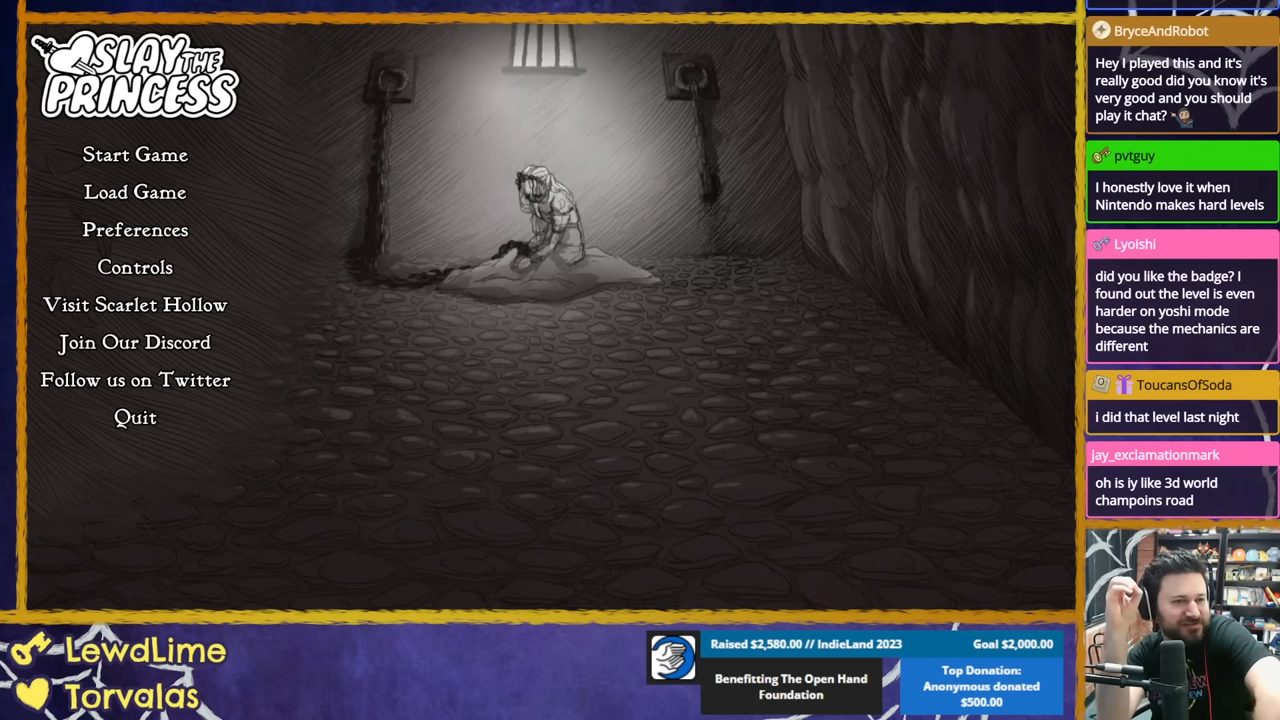 SLAY THE
PRINCESS
Start Game
Load Game
Preferences
Controls
Visit Scarlet Hollow
Join Our Discord
Follow us on Twitter
Quit
BryceAndRobot
Hey I played this and it's
really good did you know it's
very good and you should
play it chat?
pvtguy
I honestly love it when
Nintendo makes hard levels
Lyoishi
did you like the badge? I
found out the level is even
harder on yoshi mode
because the mechanics are
different
ToucansOfSoda
i did that level last night
jay_exclamationmark
oh is iy like 3d world
champoins road
LewdLime
Torvalas
Raised $2,580.00 // IndieLand 2023
Goal $2,000.00
Benefitting The Open Hand
Foundation
Top Donation:
Anonymous donated
$500.00